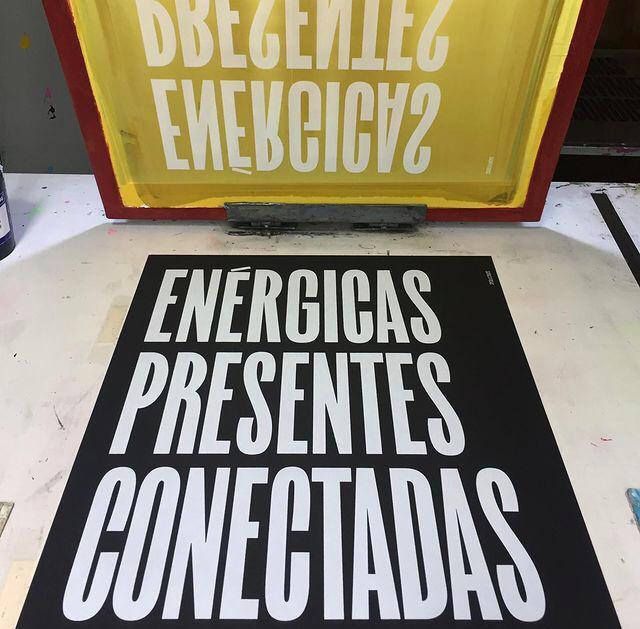 PRESENTES
ENÉRGICAS
ENÉRGICAS
PRESENTES
CONECTADAS